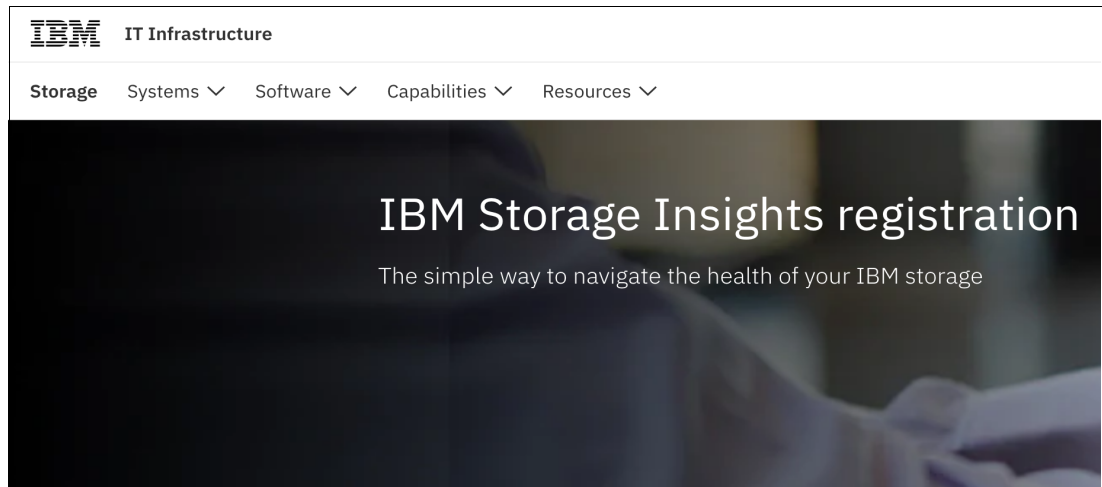 IBM IT Infrastructure
Storage Systems Software Capabilities Resources
IBM Storage Insights registration
The simple way to navigate the health of your IBM storage